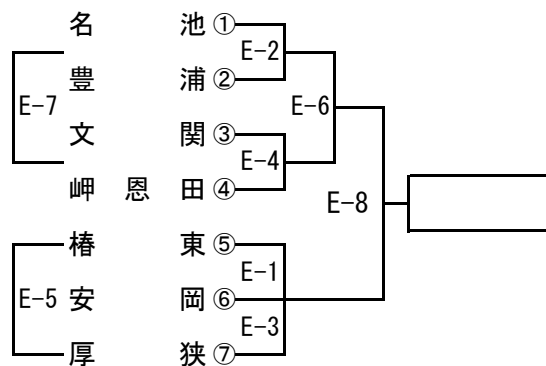 名 池 ①
E-2
豊 浦 ②
E-7
E-6
文 関 ③
E-4
岬 恩 田 ④
E-8
椿 東 ⑤
E-1
E-5
安 岡 ⑥
E-3
厚 狭 ⑦